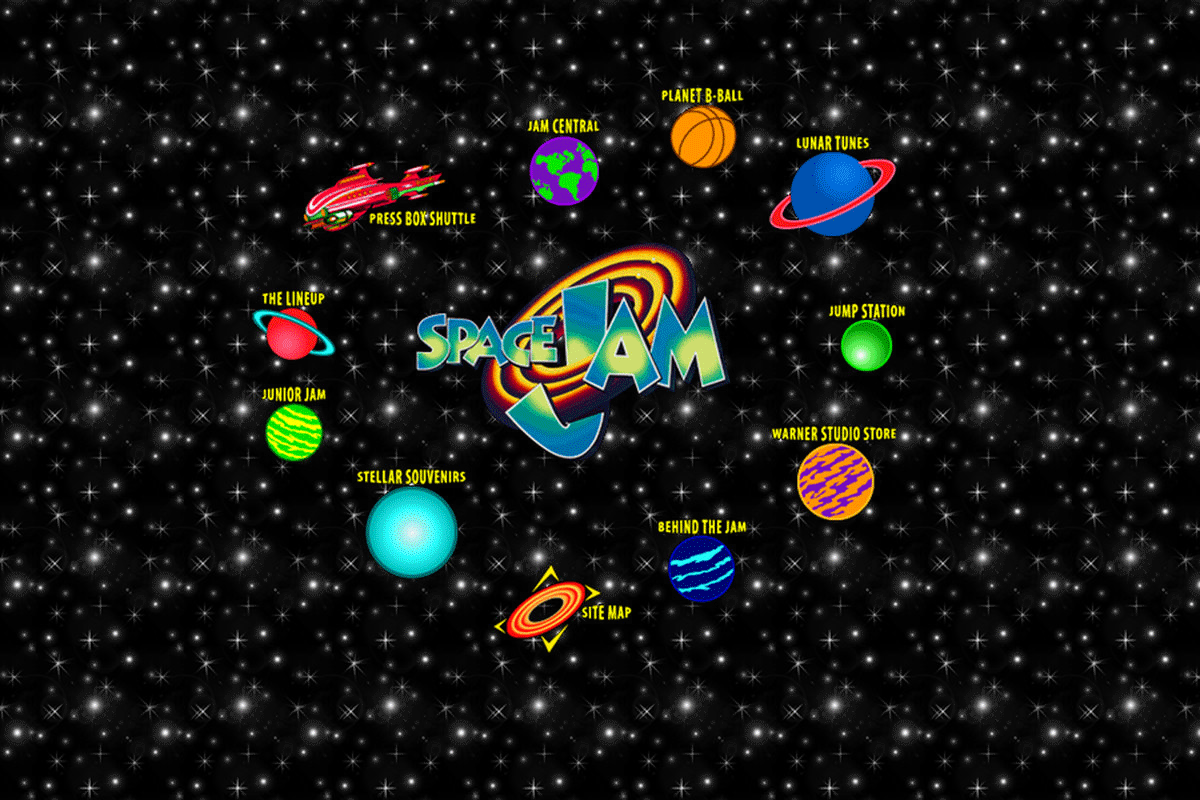 PLANET B-BALL
JAM CENTRAL
LUNAR TUNES
PRESS BOX SHUTTLE
THE LINEUP
JUMP STATION
SPACE JAM
JUNIOR JAM
WARNER STUDIO STORE
STELLAR SOUVENIRS
BEHIND THE JAM
SITE MAP